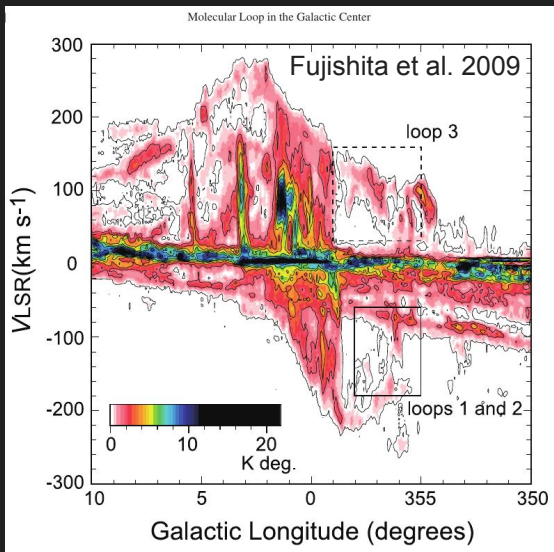 Molecular Loop in the Galactic Center
Fujishita et al. 2009
loop 3
loops 1 and 2
300
200
100
0
-100
-200
-300
VLSR(km s-1)
0 10 20
K deg.
10 5 0 355 350
Galactic Longitude (degrees)